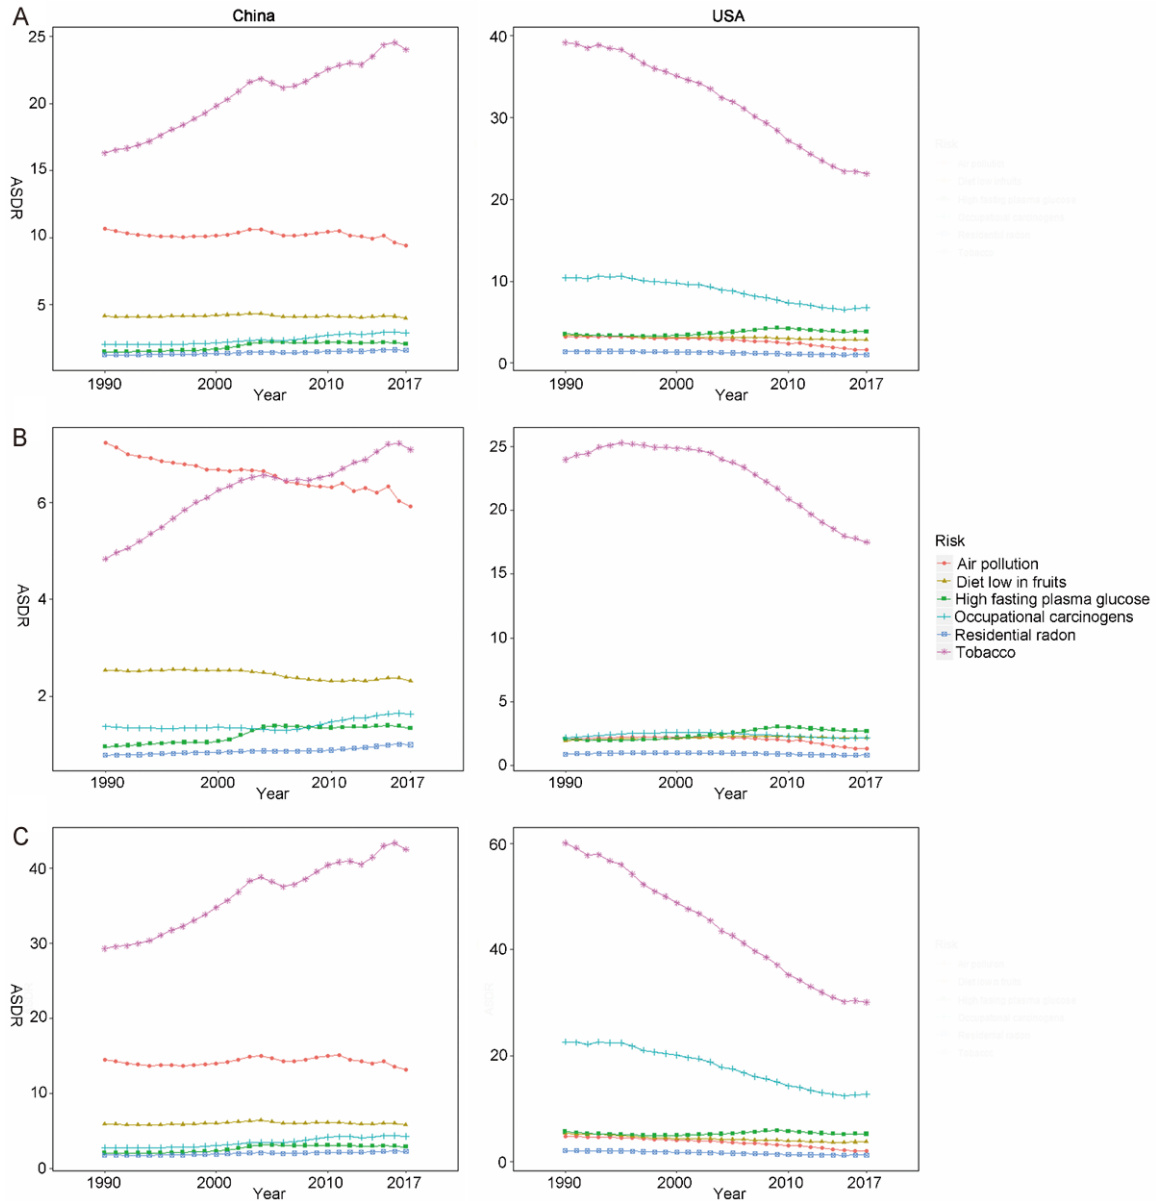 A
China
USA
25
20
15
10
5
ASDR
1990
2000
2010
2017
Year
40
30
20
10
0
1990
2000
2010
2017
Year
B
6
4
2
ASDR
1990
2000
2010
2017
Year
25
20
15
10
5
0
1990
2000
2010
2017
Year
Risk
Air pollution
Diet low in fruits
High fasting plasma glucose
Occupational carcinogens
Residential radon
Tobacco
C
40
30
20
10
0
ASDR
1990
2000
2010
2017
Year
60
40
20
0
1990
2000
2010
2017
Year